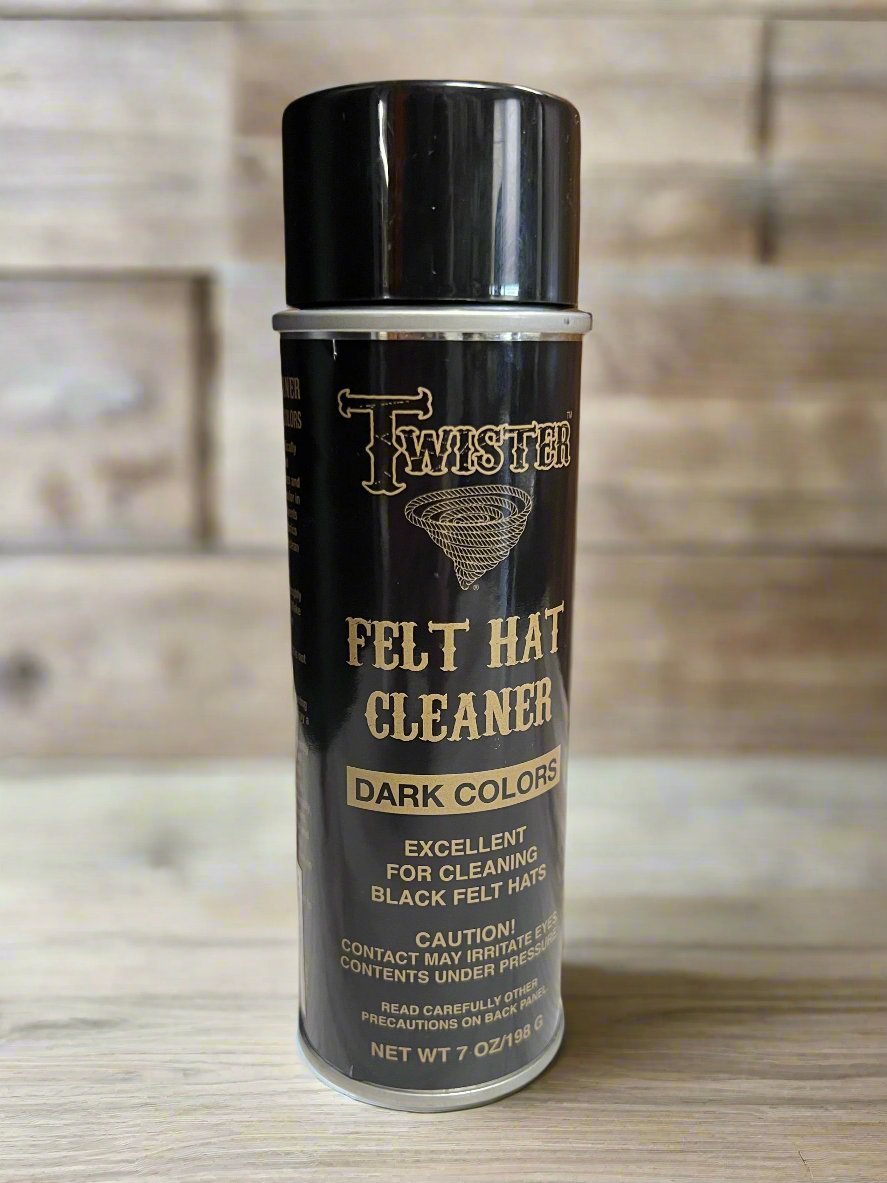 TWISTER™
®
FELT HAT
CLEANER
DARK COLORS
EXCELLENT
FOR CLEANING
BLACK FELT HATS
CAUTION!
CONTACT MAY IRRITATE EYES
CONTENTS UNDER PRESSURE
READ CAREFULLY OTHER
PRECAUTIONS ON BACK PANEL
NET WT 7 OZ/198 G